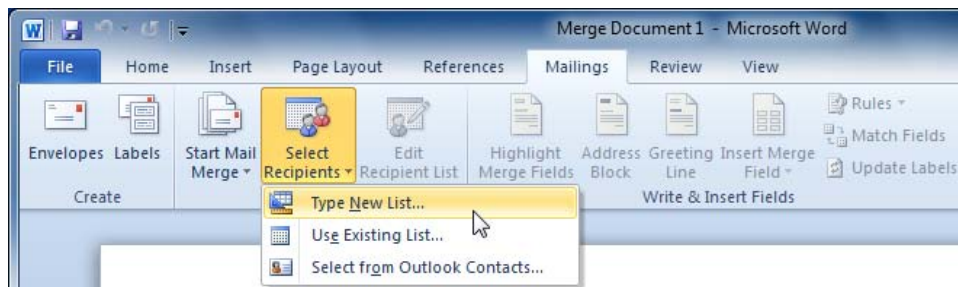 W
Merge Document 1 - Microsoft Word
File Home Insert Page Layout References Mailings Review View
Envelopes Labels Start Mail Merge Select Recipients Edit Recipient List Highlight Merge Fields Address Block Greeting Line Insert Merge Field Rules
Match Fields
Update Labels
Create Write & Insert Fields
Type New List...
Use Existing List...
Select from Outlook Contacts...